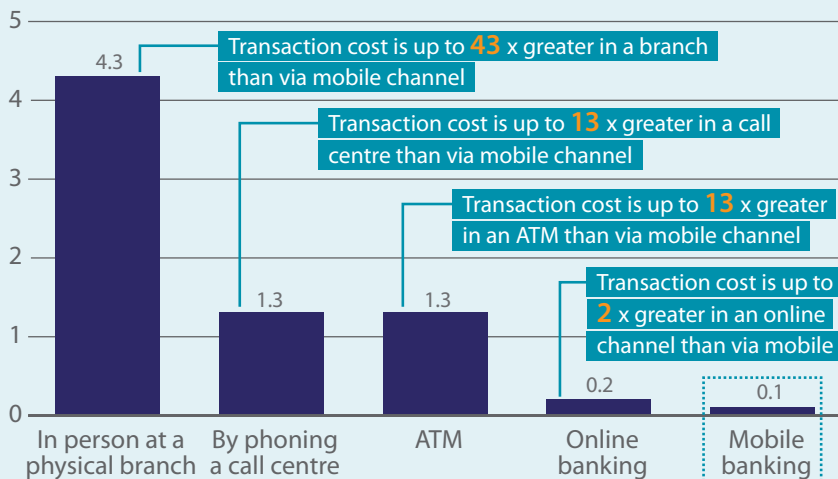 5
4
3
2
1
0
4.3
Transaction cost is up to 43 x greater in a branch
than via mobile channel
Transaction cost is up to 13 x greater in a call
centre than via mobile channel
Transaction cost is up to 13 x greater
in an ATM than via mobile channel
Transaction cost is up to
2 x greater in an online
channel than via mobile
1.3
1.3
0.2
0.1
In person at a
physical branch
By phoning
a call centre
ATM
Online
banking
Mobile
banking